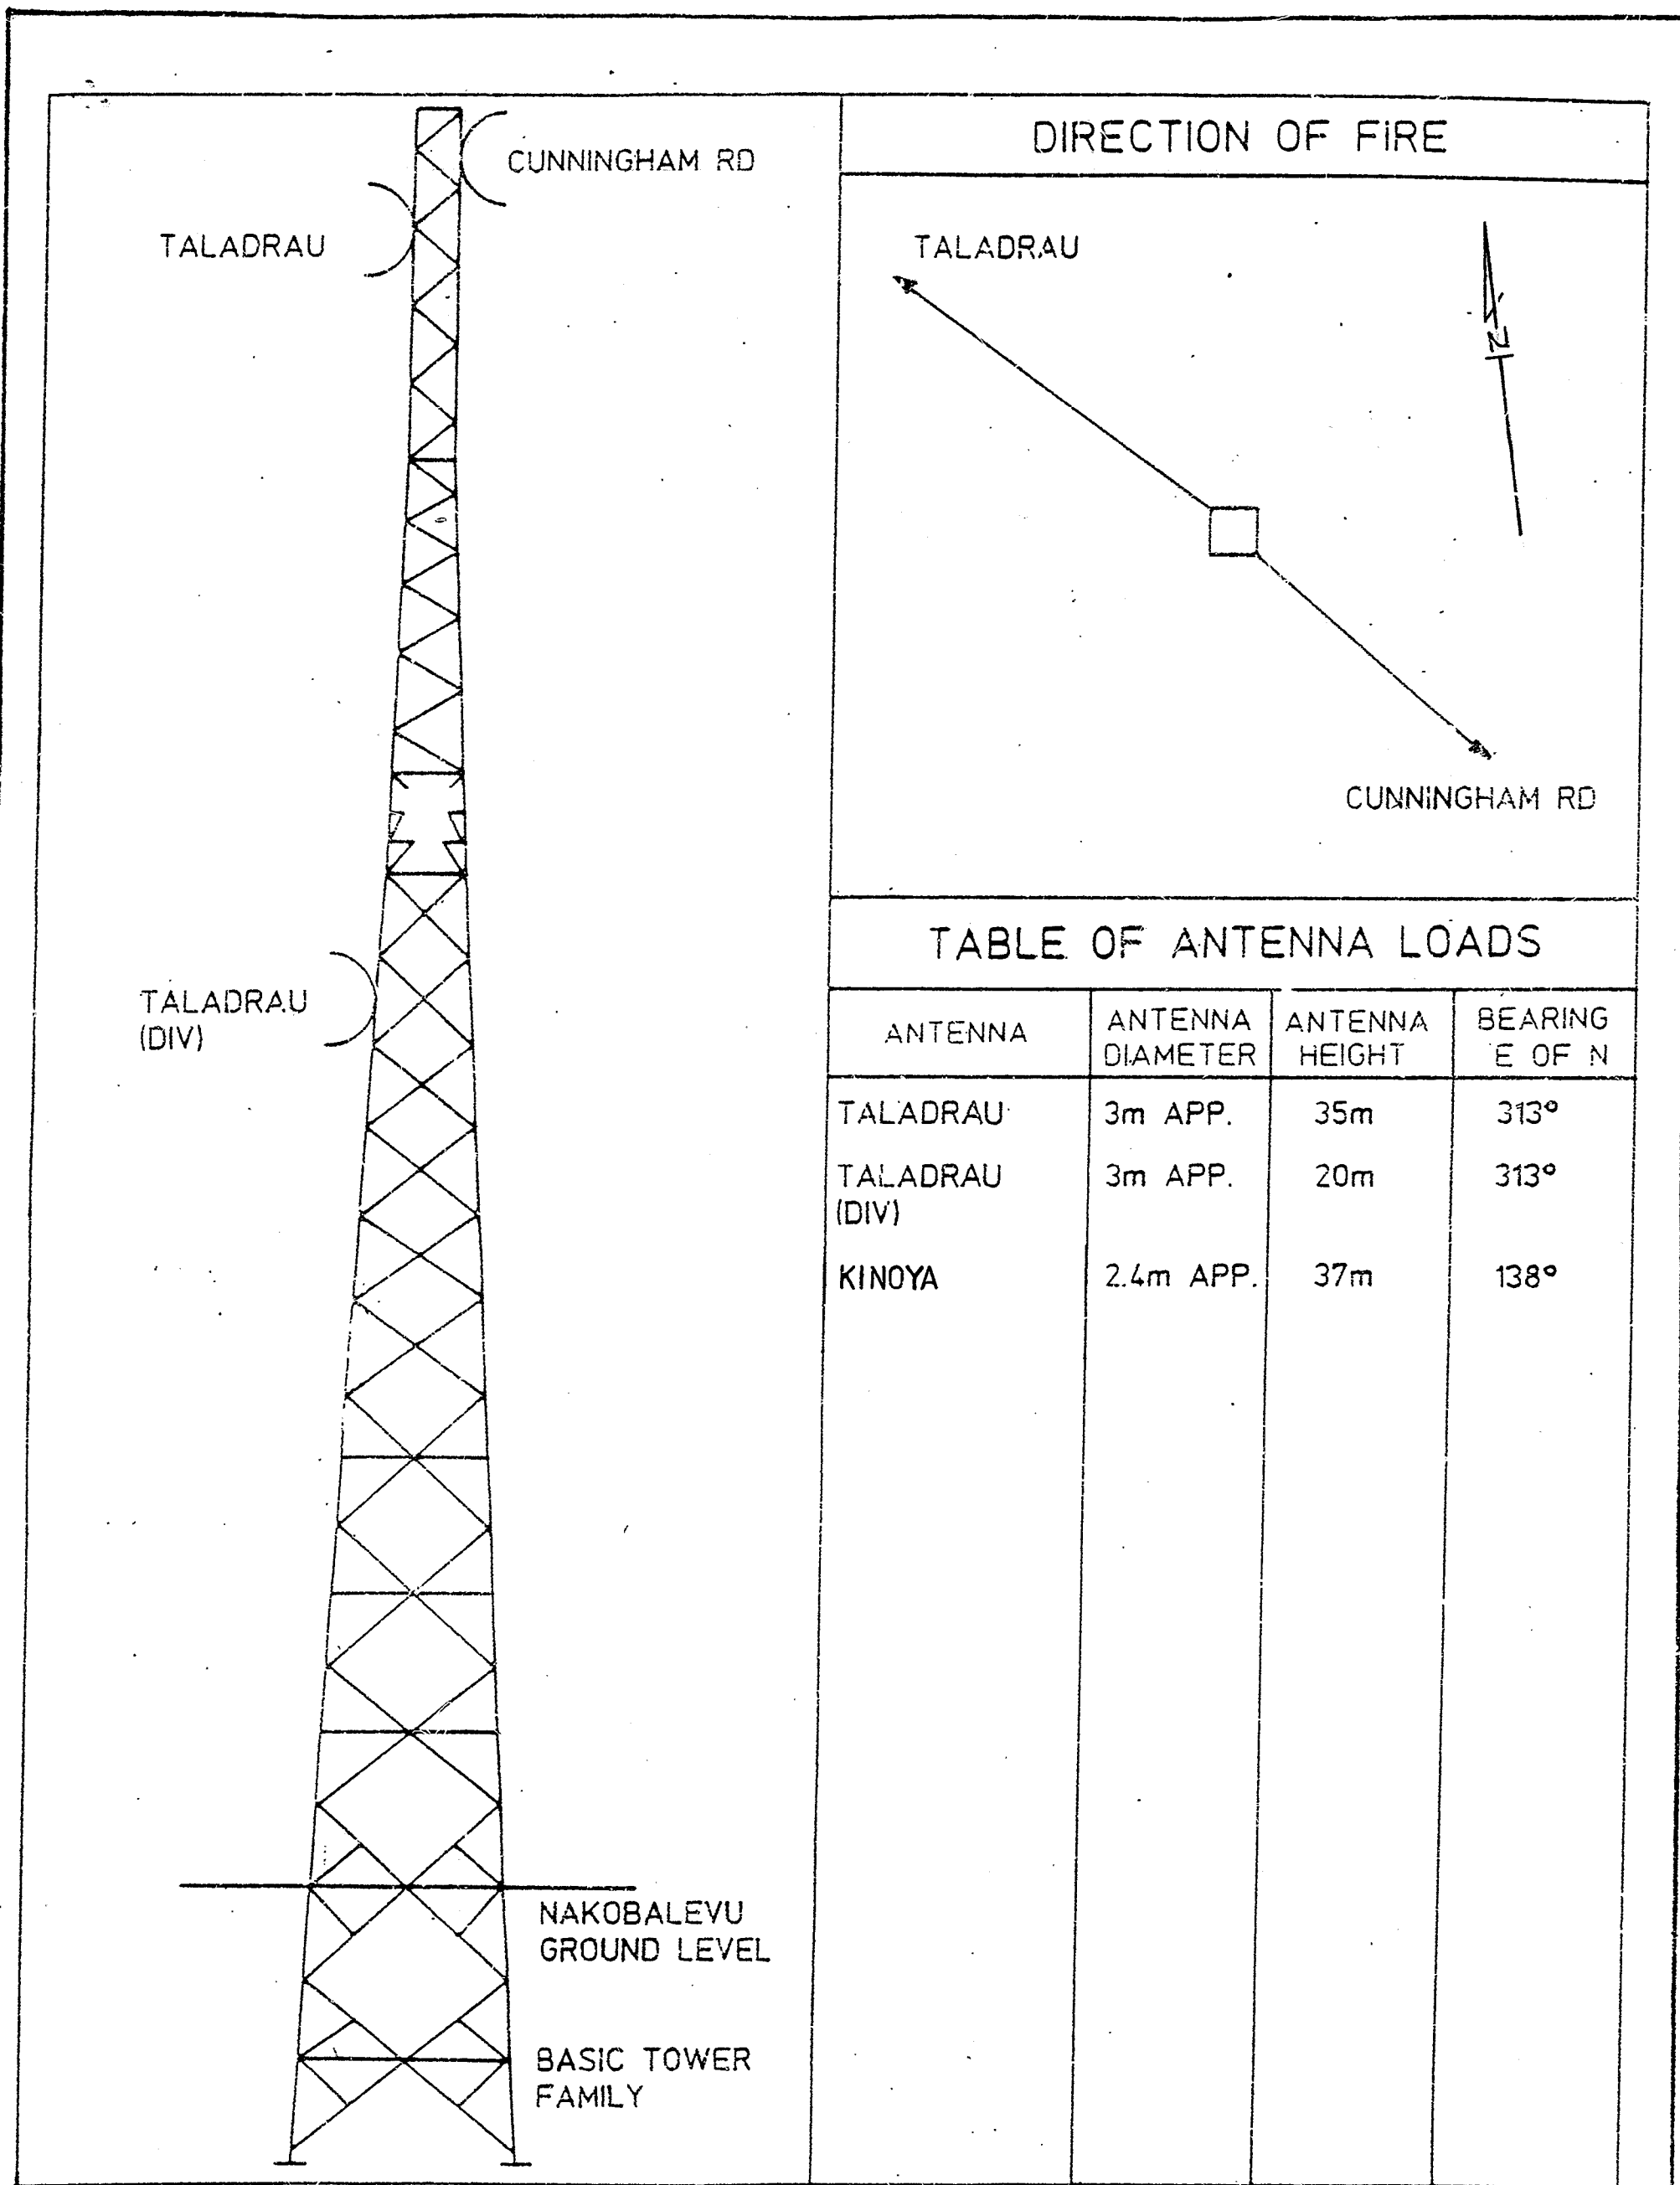 CUNNINGHAM RD
TALADRAU
TALADRAU
(DIV)
NAKOBALEVU
GROUND LEVEL
BASIC TOWER
FAMILY
DIRECTION OF FIRE
TALADRAU
N
CUNNINGHAM RD
TABLE OF ANTENNA LOADS
ANTENNA
ANTENNA
DIAMETER
ANTENNA
HEIGHT
BEARING
E OF N
TALADRAU 3m APP. 35m 313°
TALADRAU 3m APP. 20m 313°
(DIV)
KINOYA 2.4m APP. 37m 138°